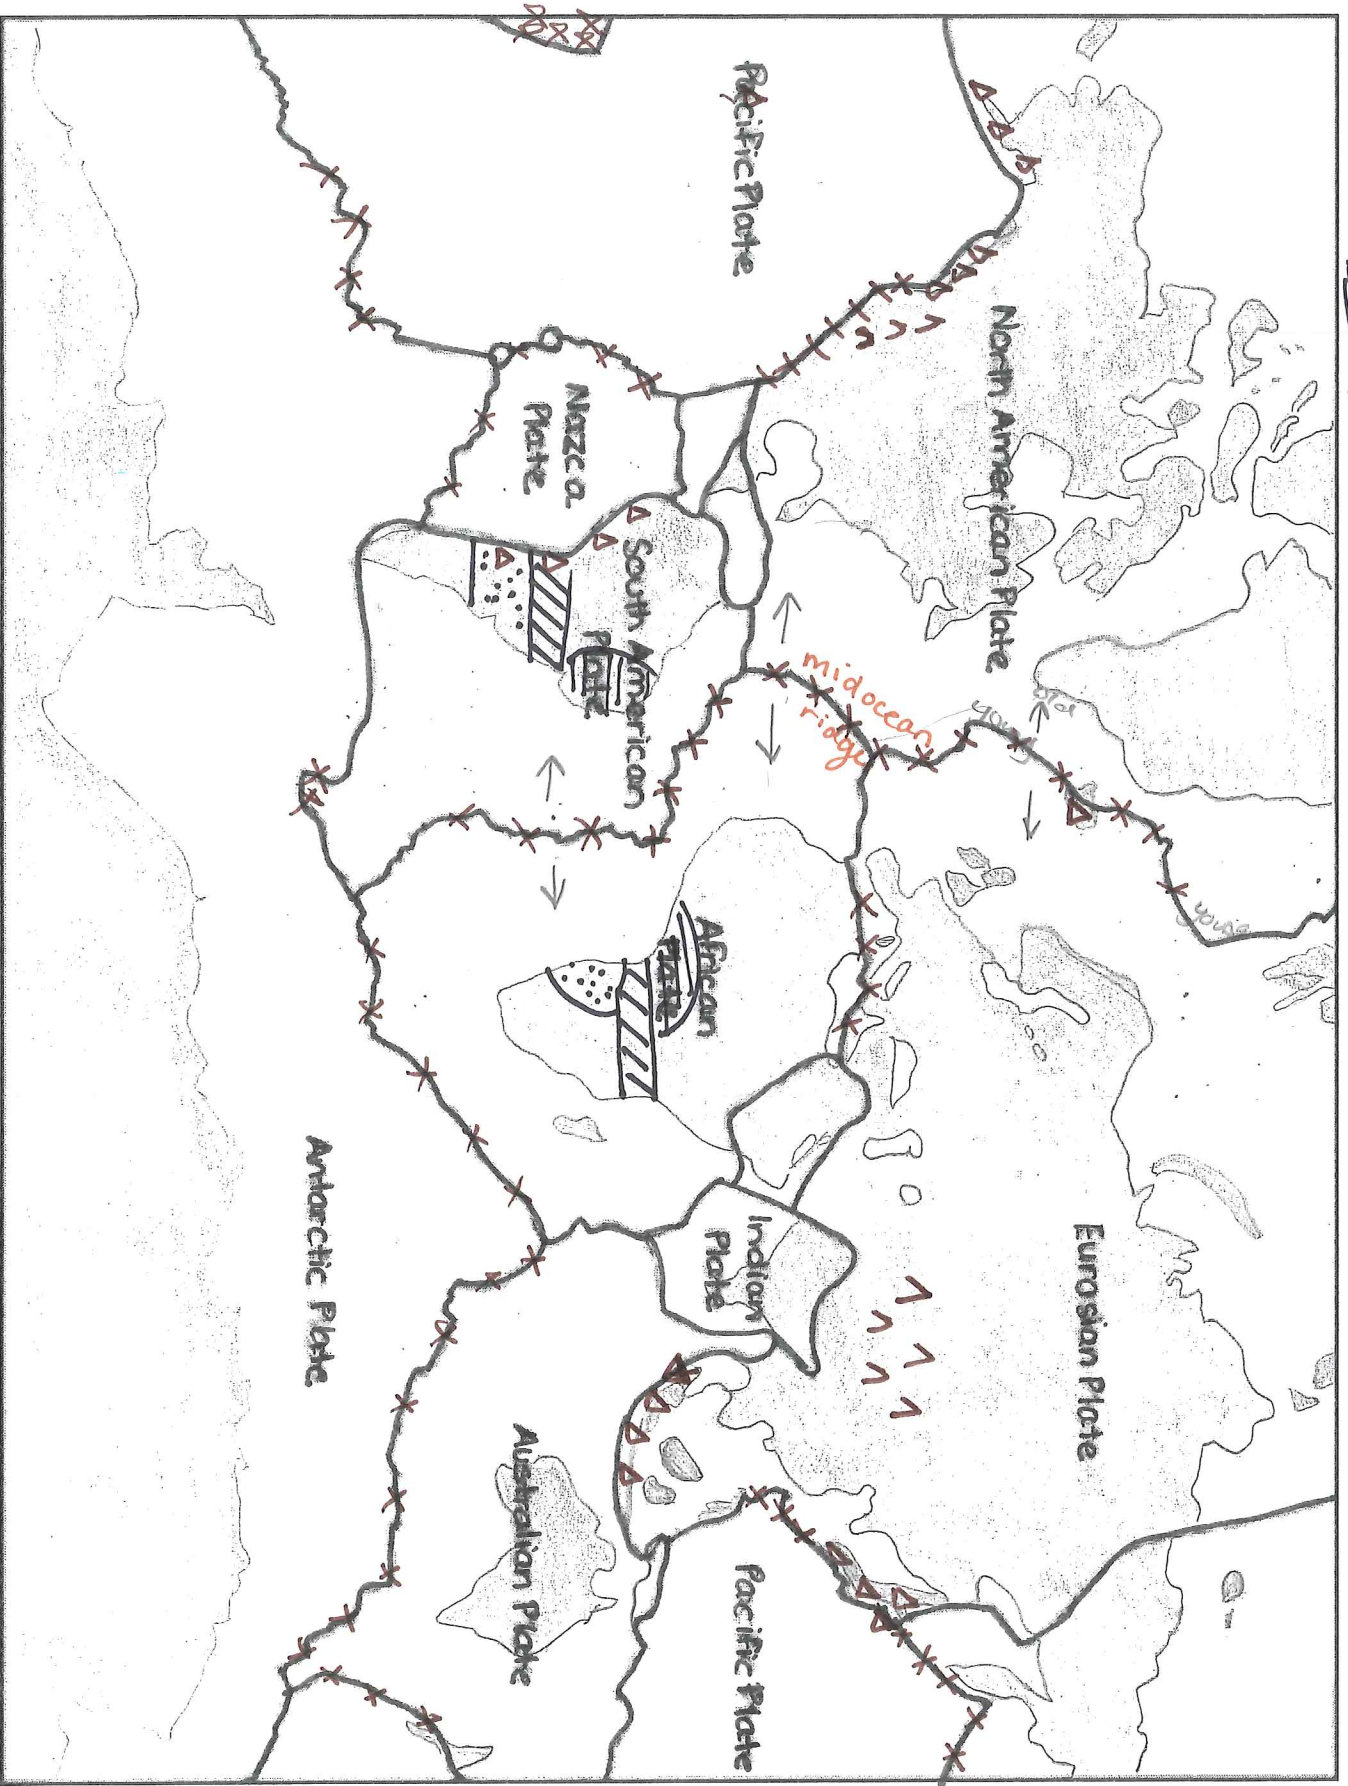 Pacific Plate
North American Plate
Nazca
Plate
South American
Plate
midocean
ridge
young
old
young
African
Plate
Indian
Plate
Eurasian Plate
Antarctic Plate
Australian Plate
Pacific Plate